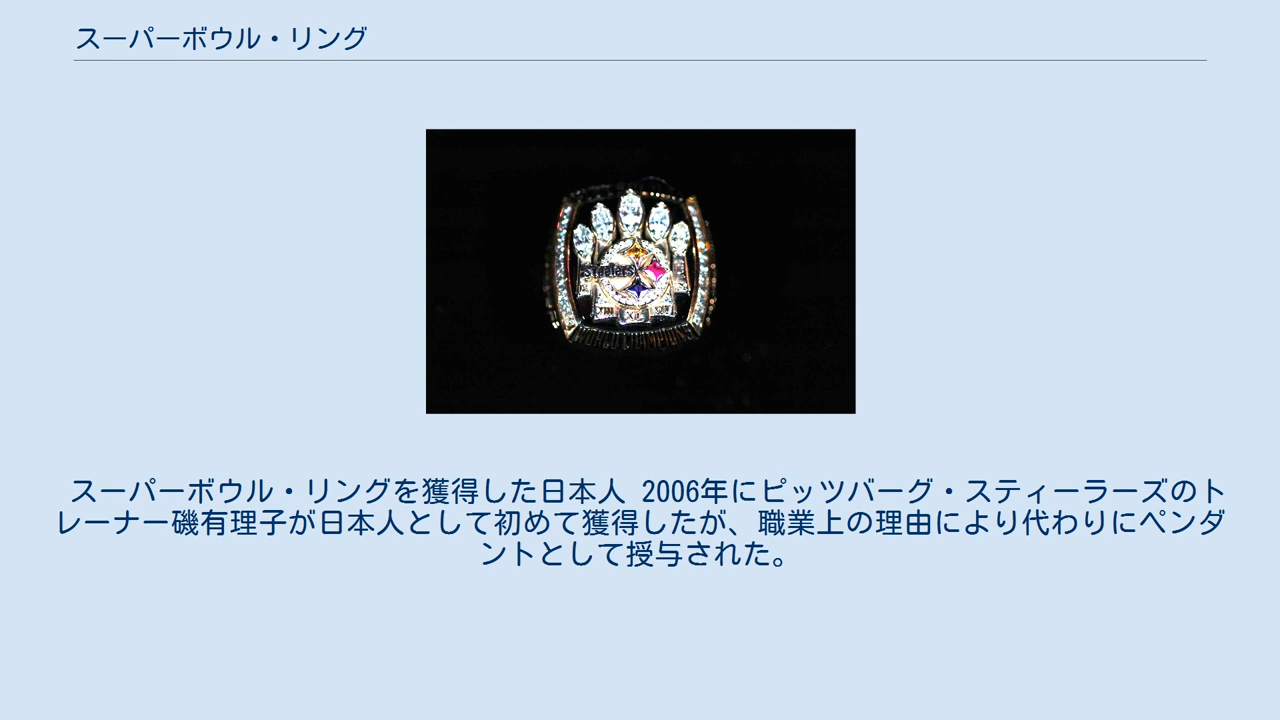 スーパーボウル・リング
Steelers
XIII XIV
WORLD CHAMPIONS
スーパーボウル・リングを獲得した日本人 2006年にピッツバーグ・スティーラーズのト
レーナー磯有理子が日本人として初めて獲得したが、職業上の理由により代わりにペンダ
ントとして授与された。